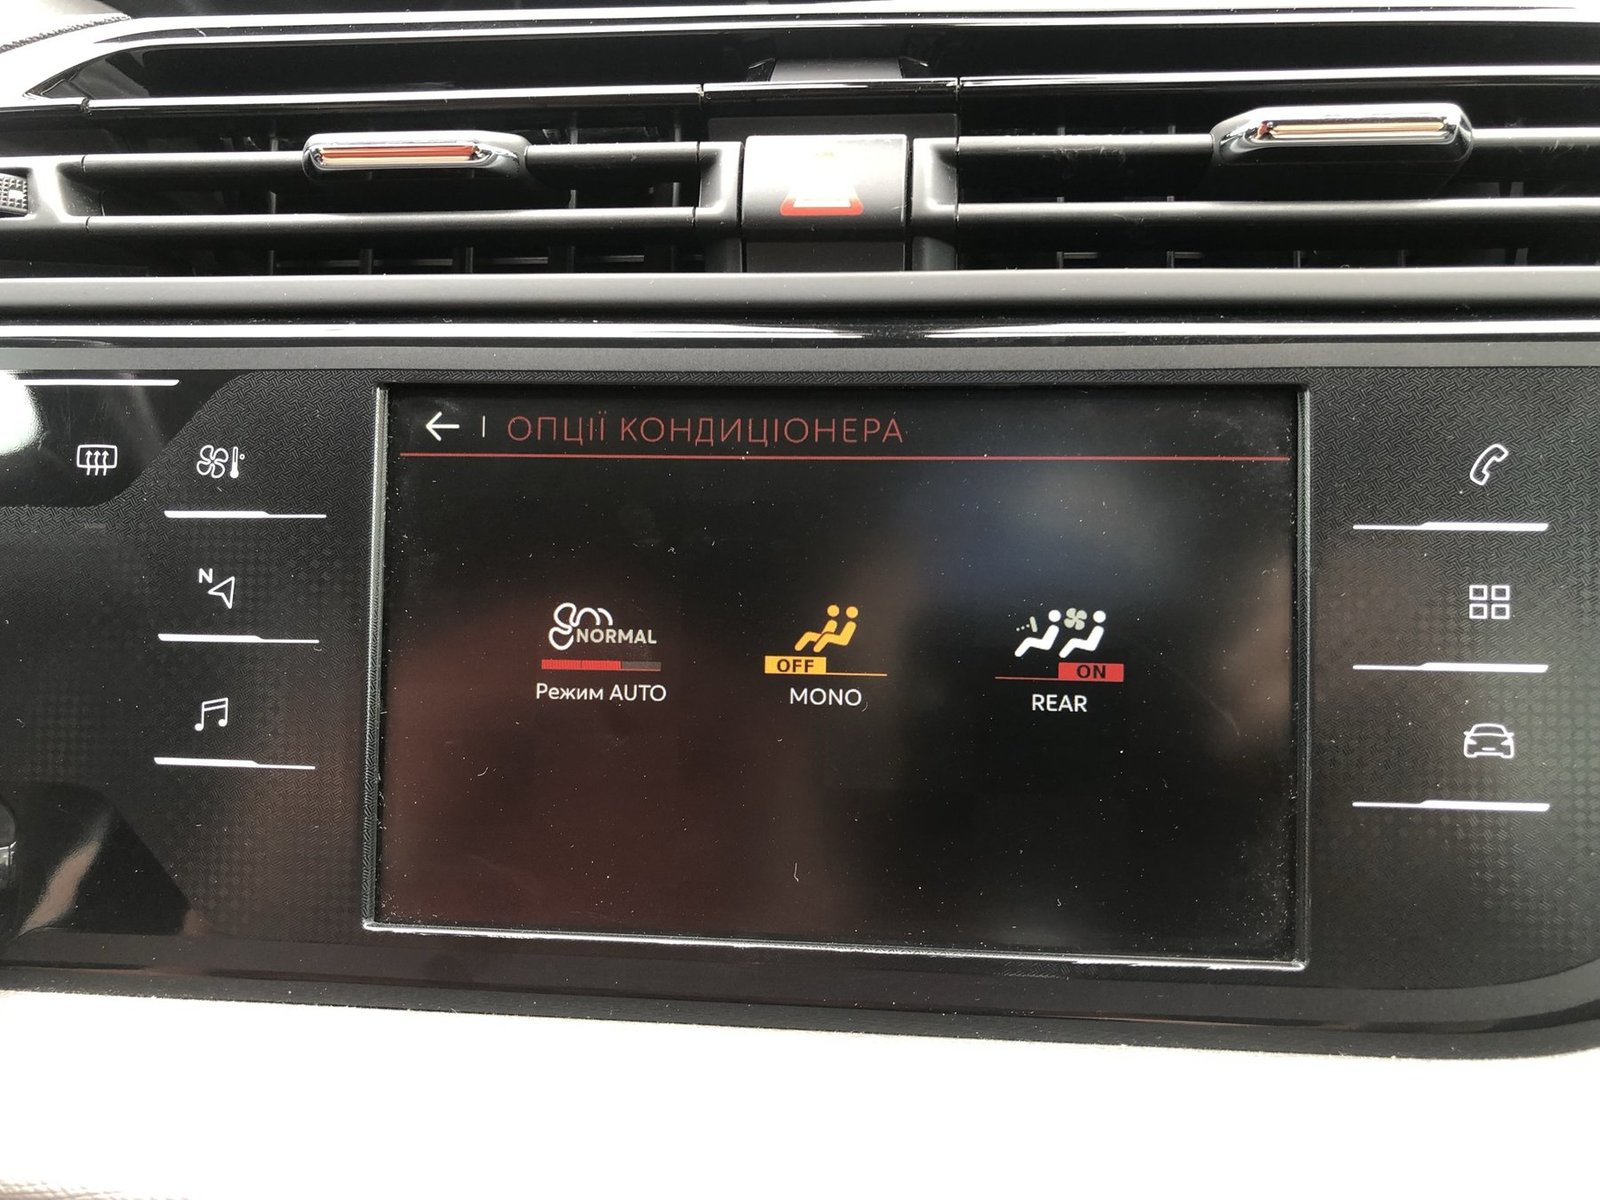 ОПЦІЇ КОНДИЦІОНЕРА
N
NORMAL
Режим AUTO
OFF
MONO
ON
REAR